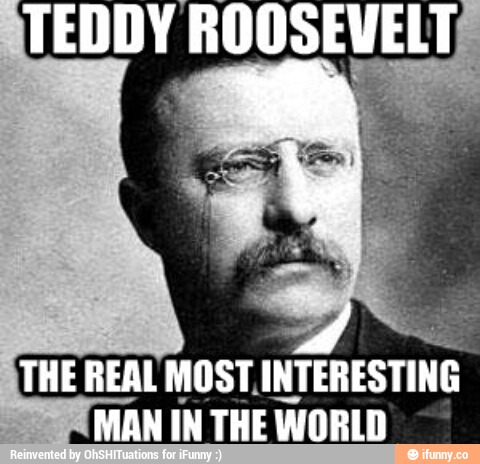 TEDDY ROOSEVELT
THE REAL MOST INTERESTING
MAN IN THE WORLD
Reinvented by OhSHITuations for iFunny :)
ifunny.co